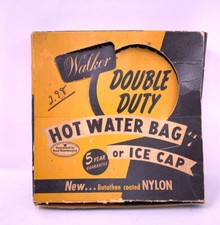 Walker
2.98
DOUBLE
DUTY
HOT WATER BAG
5 YEAR
GUARANTEE
or ICE CAP
New... Butathen coated NYLON